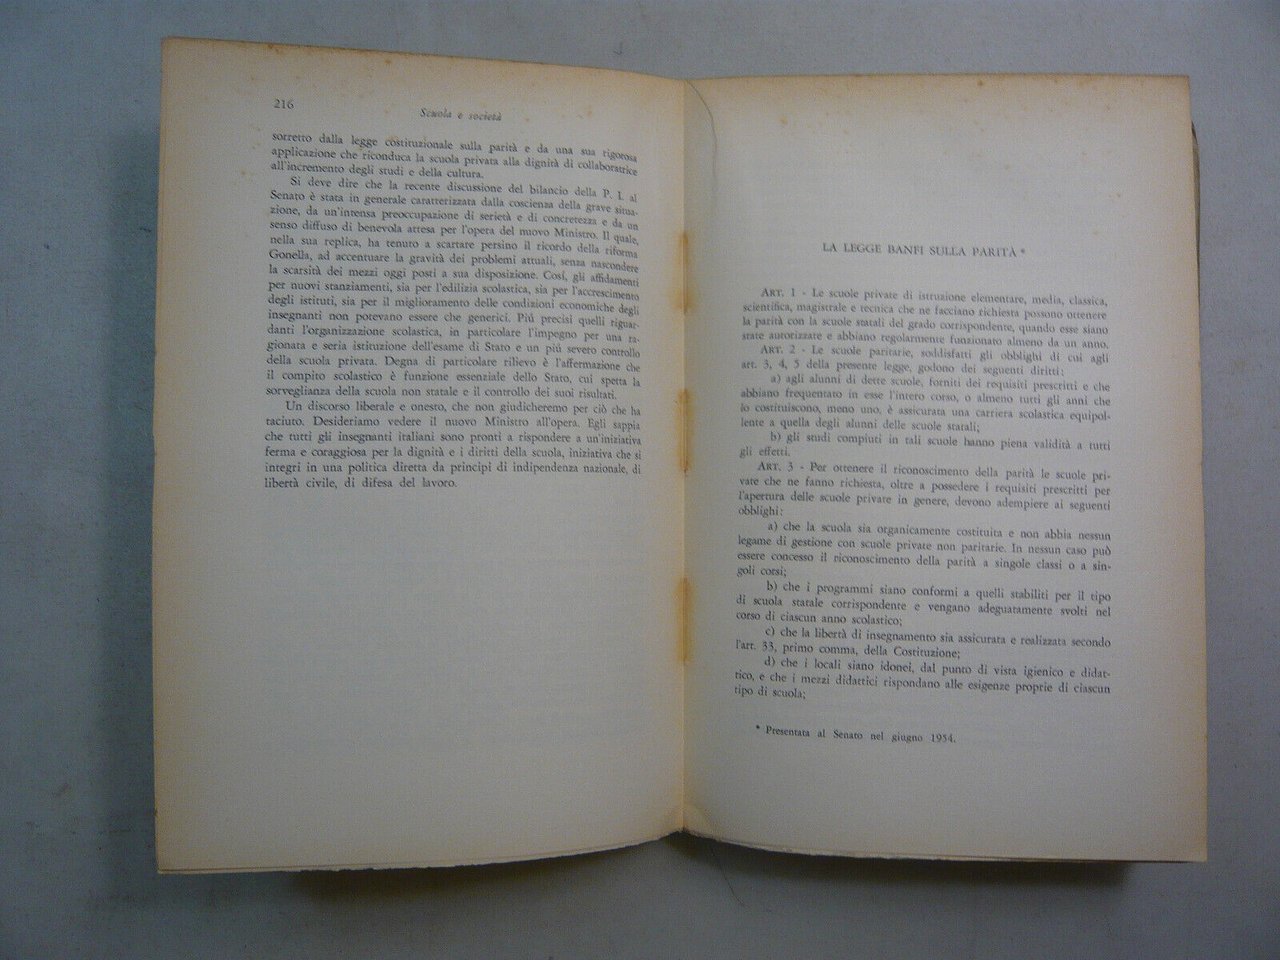 216
Scuola e società
sorretto dalla legge costituzionale sulla parità e da una sua rigorosa
applicazione che riconduca la scuola privata alla dignità di collaboratrice
all'incremento degli studi e della cultura.
Si deve dire che la recente discussione del bilancio della P. I. al
Senato è stata in generale caratterizzata dalla coscienza della grave situa-
zione, da un'intensa preoccupazione di serietà e di concretezza e da un
senso diffuso di benevola attesa per l'opera del nuovo Ministro. Il quale,
nella sua replica, ha tenuto a scartare persino il ricordo della riforma
Gonella, ad accentuare la gravità dei problemi attuali, senza nascondere
la scarsità dei mezzi oggi posti a sua disposizione. Cosí, gli affidamenti
per nuovi stanziamenti, sia per l'edilizia scolastica, sia per l'accrescimento
degli istituti, sia per il miglioramento delle condizioni economiche degli
insegnanti non potevano essere che generici. Piú precisi quelli riguar-
danti l'organizzazione scolastica, in particolare l'impegno per una ra-
gionata e seria istituzione dell'esame di Stato e un piú severo controllo
della scuola privata. Degna di particolare rilievo è l'affermazione che
il compito scolastico è funzione essenziale dello Stato, cui spetta la
sorveglianza della scuola non statale e il controllo dei suoi risultati.
Un discorso liberale e onesto, che non giudicheremo per ciò che ha
taciuto. Desideriamo vedere il nuovo Ministro all'opera. Egli sappia
che tutti gli insegnanti italiani sono pronti a rispondere a un'iniziativa
ferma e coraggiosa per la dignità e i diritti della scuola, iniziativa che si
integri in una politica diretta da principi di indipendenza nazionale, di
libertà civile, di difesa del lavoro.
LA LEGGE BANFI SULLA PARITÀ *
ART. 1 - Le scuole private di istruzione elementare, media, classica,
scientifica, magistrale e tecnica che ne facciano richiesta possono ottenere
la parità con la scuole statali del grado corrispondente, quando esse siano
state autorizzate e abbiano regolarmente funzionato almeno da un anno.
ART. 2 - Le scuole paritarie, soddisfatti gli obblighi di cui agli
art. 3, 4, 5 della presente legge, godono dei seguenti diritti:
a) agli alunni di dette scuole, forniti dei requisiti prescritti e che
abbiano frequentato in esse l'intero corso, o almeno tutti gli anni che
lo costituiscono, meno uno, è assicurata una carriera scolastica equipol-
lente a quella degli alunni delle scuole statali;
b) gli studi compiuti in tali scuole hanno piena validità a tutti
gli effetti.
ART. 3 - Per ottenere il riconoscimento della parità le scuole pri-
vate che ne fanno richiesta, oltre a possedere i requisiti prescritti per
l'apertura delle scuole private in genere, devono adempiere ai seguenti
obblighi:
a) che la scuola sia organicamente costituita e non abbia nessun
legame di gestione con scuole private non paritarie. In nessun caso può
essere concesso il riconoscimento della parità a singole classi o a sin-
goli corsi;
b) che i programmi siano conformi a quelli stabiliti per il tipo
di scuola statale corrispondente e vengano adeguatamente svolti nel
corso di ciascun anno scolastico;
c) che la libertà di insegnamento sia assicurata e realizzata secondo
l'art. 33, primo comma, della Costituzione;
d) che i locali siano idonei, dal punto di vista igienico e didat-
tico, e che i mezzi didattici rispondano alle esigenze proprie di ciascun
tipo di scuola;
* Presentata al Senato nel giugno 1954.